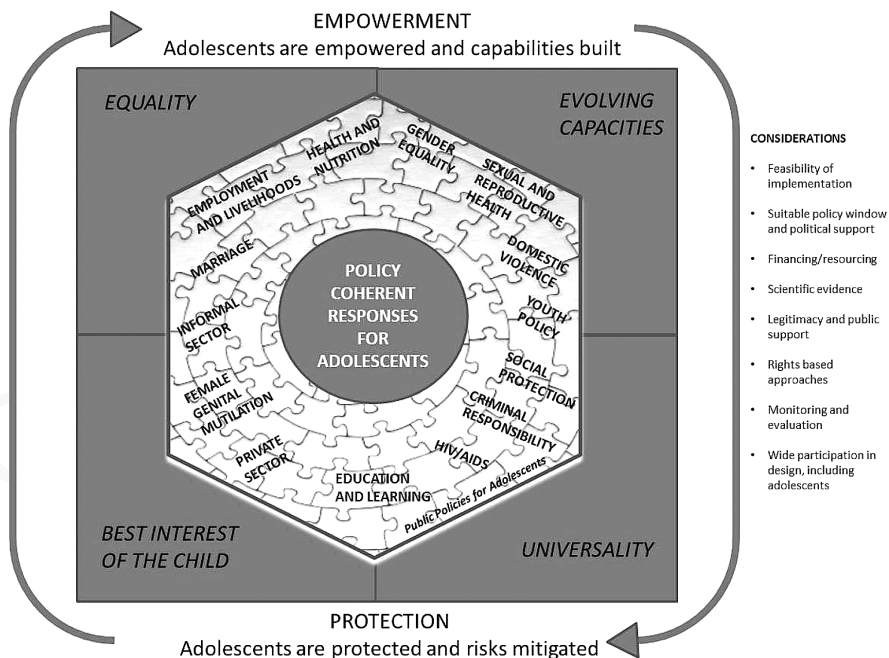 EMPOWERMENT
Adolescents are empowered and capabilities built
EQUALITY
EVOLVING
CAPACITIES
HEALTH AND
NUTRITION
GENDER
EQUALITY
SEXUAL AND
REPRODUCTIVE
HEALTH
EMPLOYMENT
AND LIVELIHOODS
MARRIAGE
DOMESTIC
VIOLENCE
INFORMAL
SECTOR
YOUTH
POLICY
POLICY
COHERENT
RESPONSES
FOR
ADOLESCENTS
SOCIAL
PROTECTION
FEMALE
GENITAL
MUTILATION
CRIMINAL
RESPONSIBILITY
PRIVATE
SECTOR
HIV/AIDS
EDUCATION
AND LEARNING
Public Policies for Adolescents
BEST INTEREST
OF THE CHILD
UNIVERSALITY
PROTECTION
Adolescents are protected and risks mitigated
CONSIDERATIONS
• Feasibility of
implementation
• Suitable policy window
and political support
• Financing/resourcing
• Scientific evidence
• Legitimacy and public
support
• Rights based
approaches
• Monitoring and
evaluation
• Wide participation in
design, including
adolescents